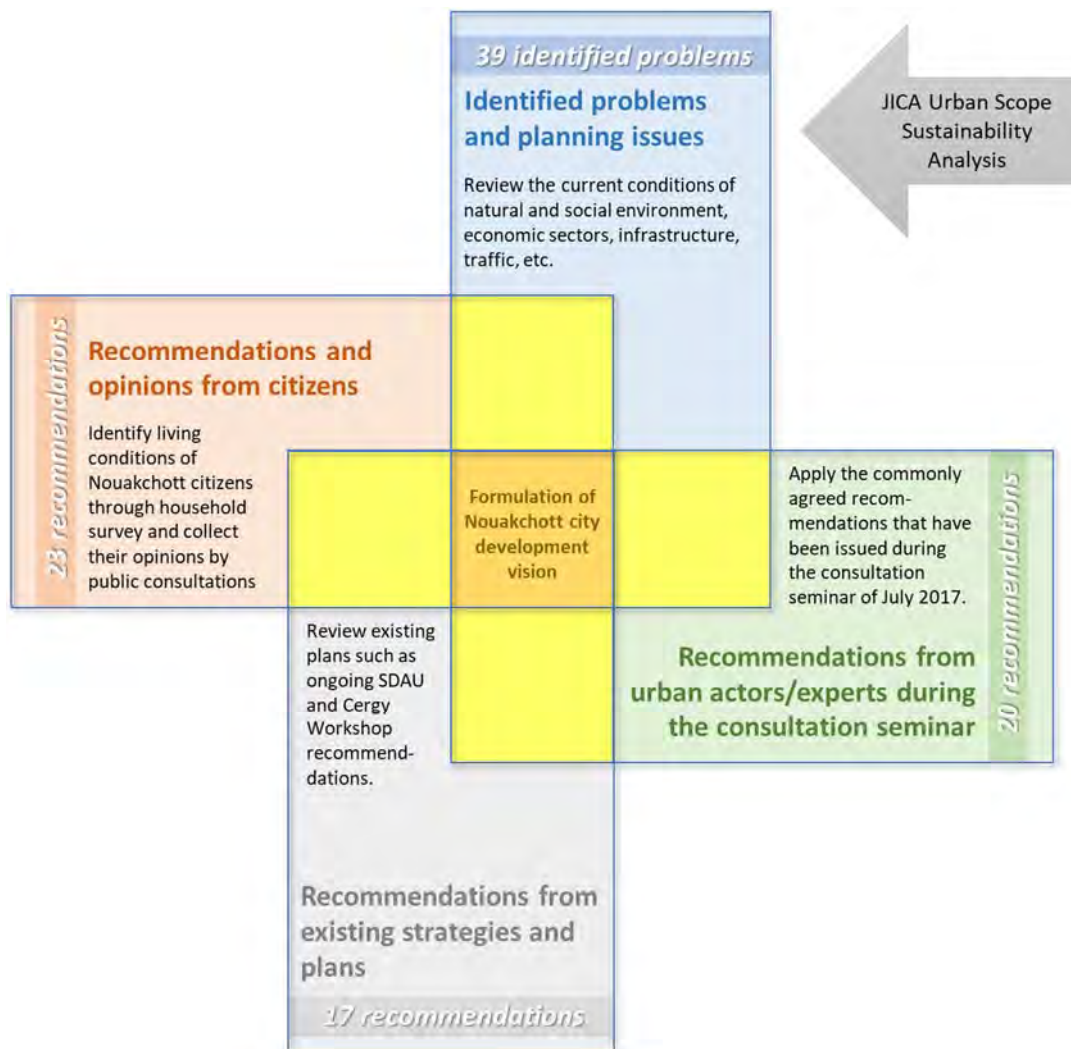 39 identified problems
Identified problems
and planning issues
Review the current conditions of
natural and social environment,
economic sectors, infrastructure,
traffic, etc.
JICA Urban Scope
Sustainability
Analysis
23 recommendations
Recommendations and
opinions from citizens
Identify living
conditions of
Nouakchott citizens
through household
survey and collect
their opinions by
public consultations
Formulation of
Nouakchott city
development
vision
Apply the commonly
agreed recom-
mendations that have
been issued during
the consultation
seminar of July 2017.
Recommendations from
urban actors/experts during
the consultation seminar
20 recommendations
Review existing
plans such as
ongoing SDAU
and Cergy
Workshop
recommend-
dations.
Recommendations from
existing strategies and
plans
17 recommendations